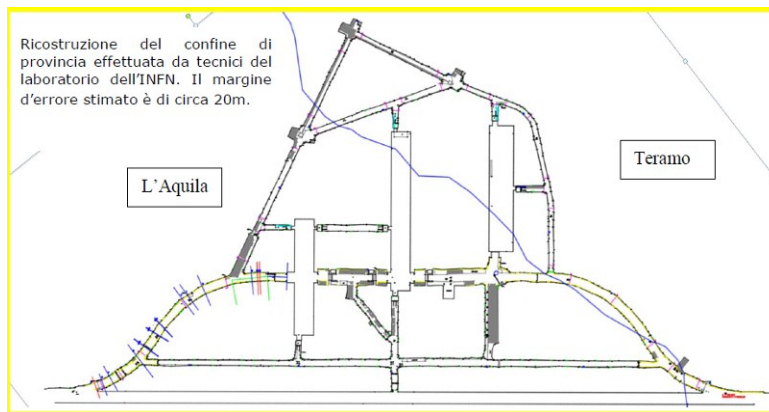 Ricostruzione del confine di
provincia effettuata da tecnici del
laboratorio dell'INFN. Il margine
d'errore stimato è di circa 20m.
L'Aquila
Teramo